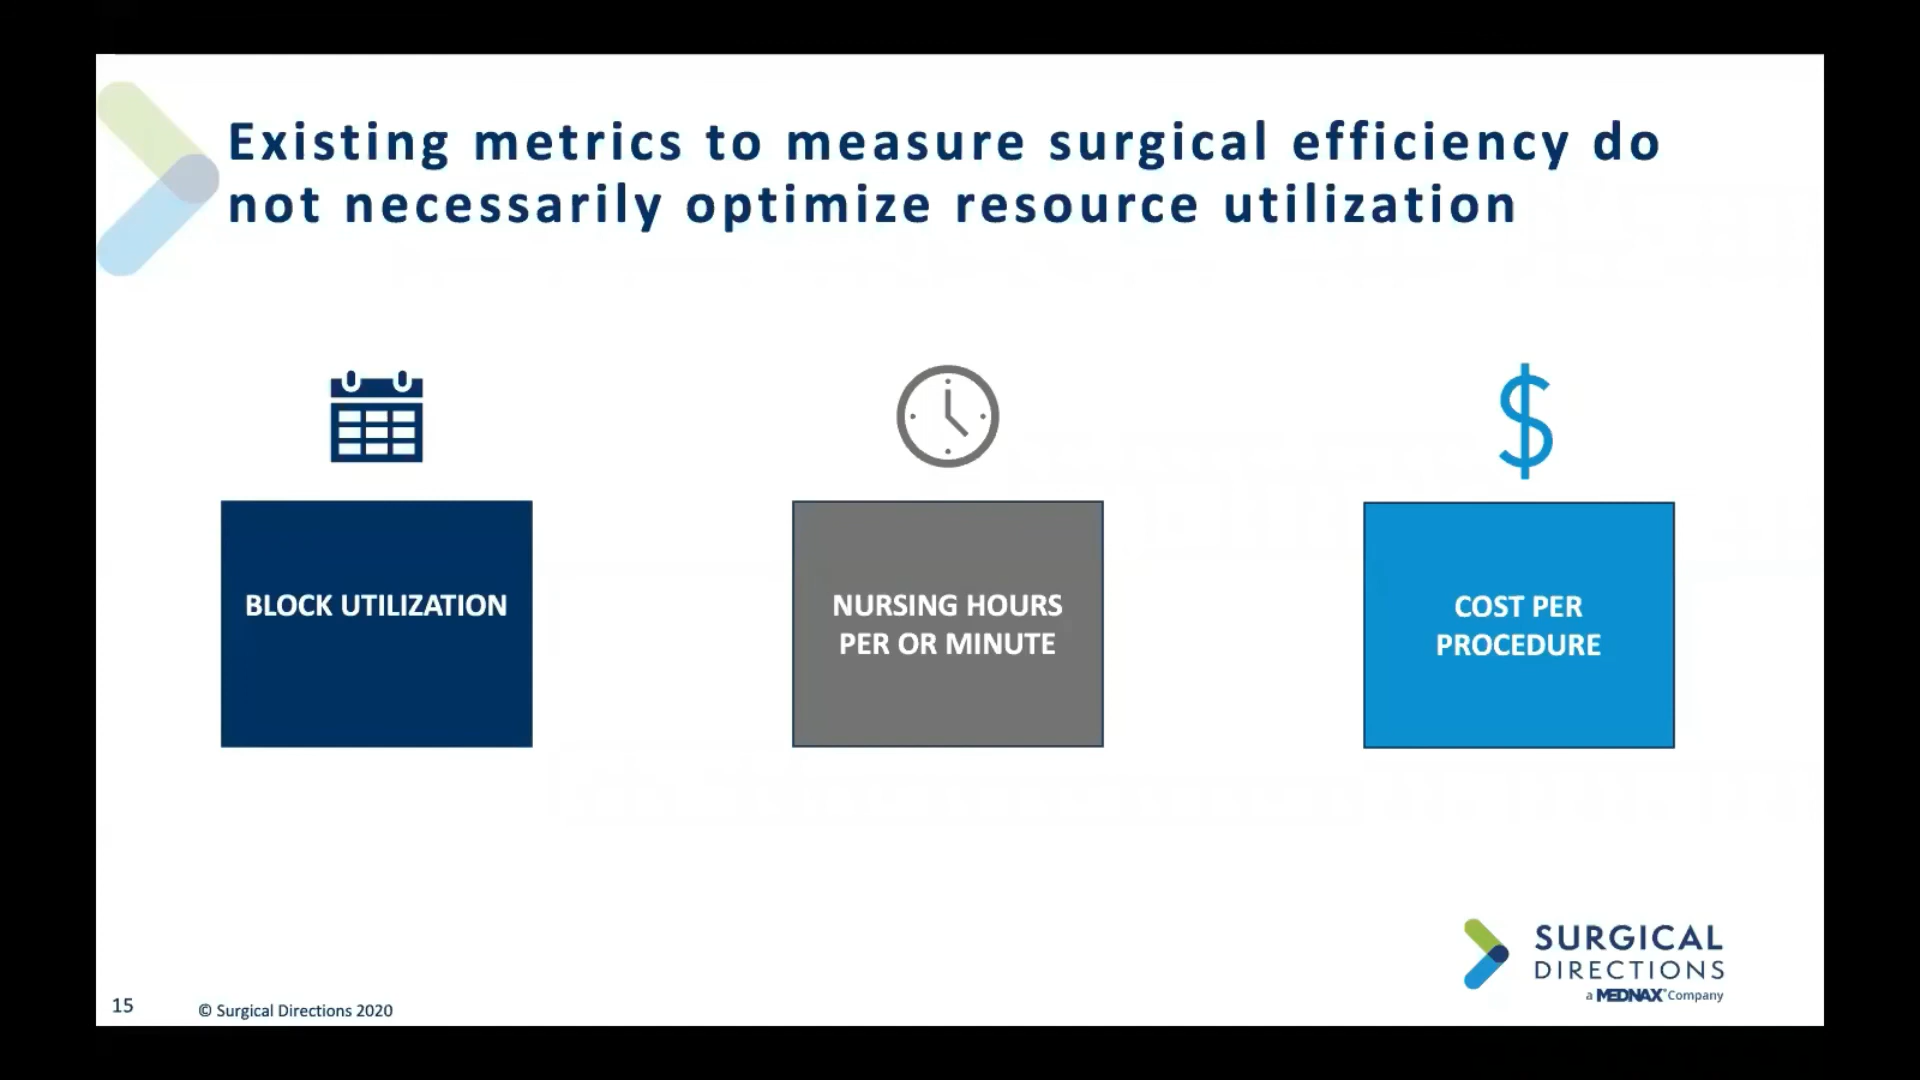 Existing metrics to measure surgical efficiency do
not necessarily optimize resource utilization
BLOCK UTILIZATION
NURSING HOURS
PER OR MINUTE
COST PER
PROCEDURE
SURGICAL
DIRECTIONS
a MEDNAX® Company
15
© Surgical Directions 2020